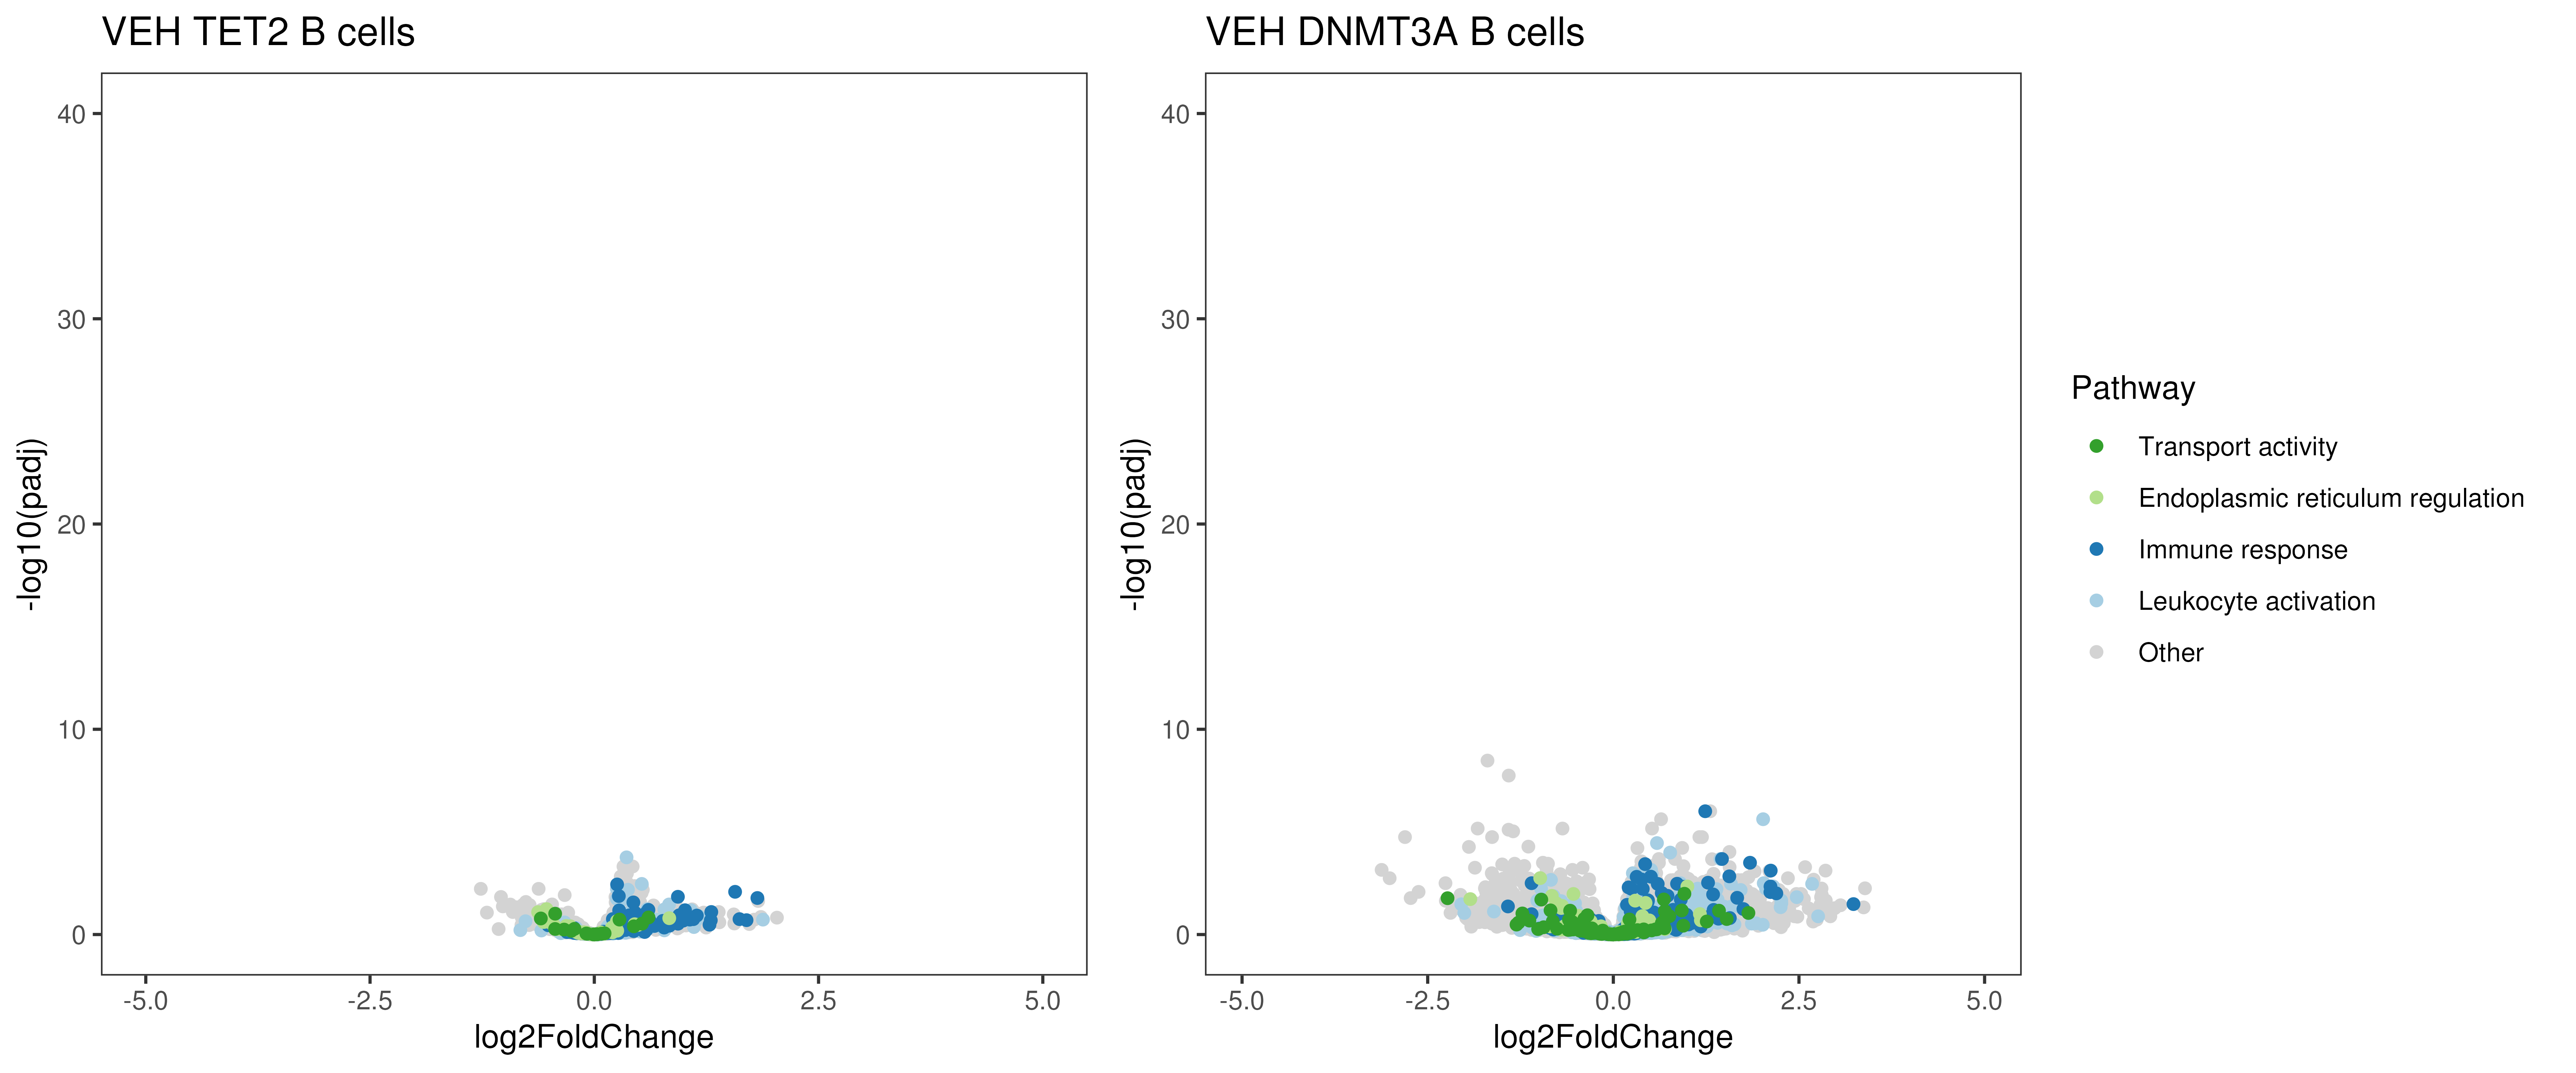 VEH TET2 B cells
40
30
20
10
0
-log10(padj)
-5.0
-2.5
0.0
2.5
5.0
log2FoldChange
VEH DNMT3A B cells
40
30
20
10
0
-log10(padj)
-5.0
-2.5
0.0
2.5
5.0
log2FoldChange
Pathway
Transport activity
Endoplasmic reticulum regulation
Immune response
Leukocyte activation
Other